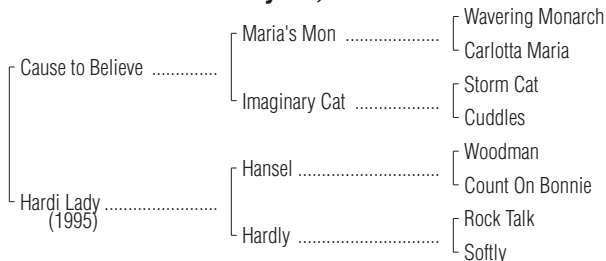 Wavering Monarch
Maria's Mon ..................
Carlotta Maria
Cause to Believe .............
Storm Cat
Imaginary Cat ................
Cuddles
Woodman
Hansel ...........................
Count On Bonnie
Hardi Lady ......................
(1995)
Rock Talk
Hardly ...........................
Softly